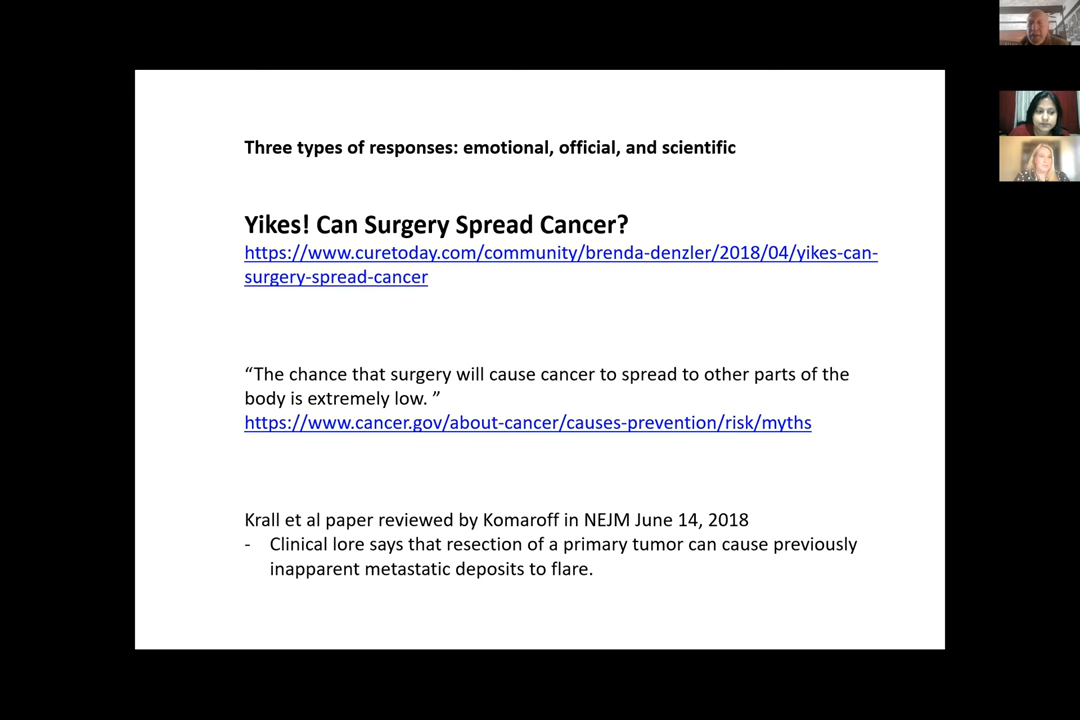 Three types of responses: emotional, official, and scientific
Yikes! Can Surgery Spread Cancer?
https://www.curetoday.com/community/brenda-denzler/2018/04/yikes-can-
surgery-spread-cancer
“The chance that surgery will cause cancer to spread to other parts of the
body is extremely low. ”
https://www.cancer.gov/about-cancer/causes-prevention/risk/myths
Krall et al paper reviewed by Komaroff in NEJM June 14, 2018
- Clinical lore says that resection of a primary tumor can cause previously
inapparent metastatic deposits to flare.